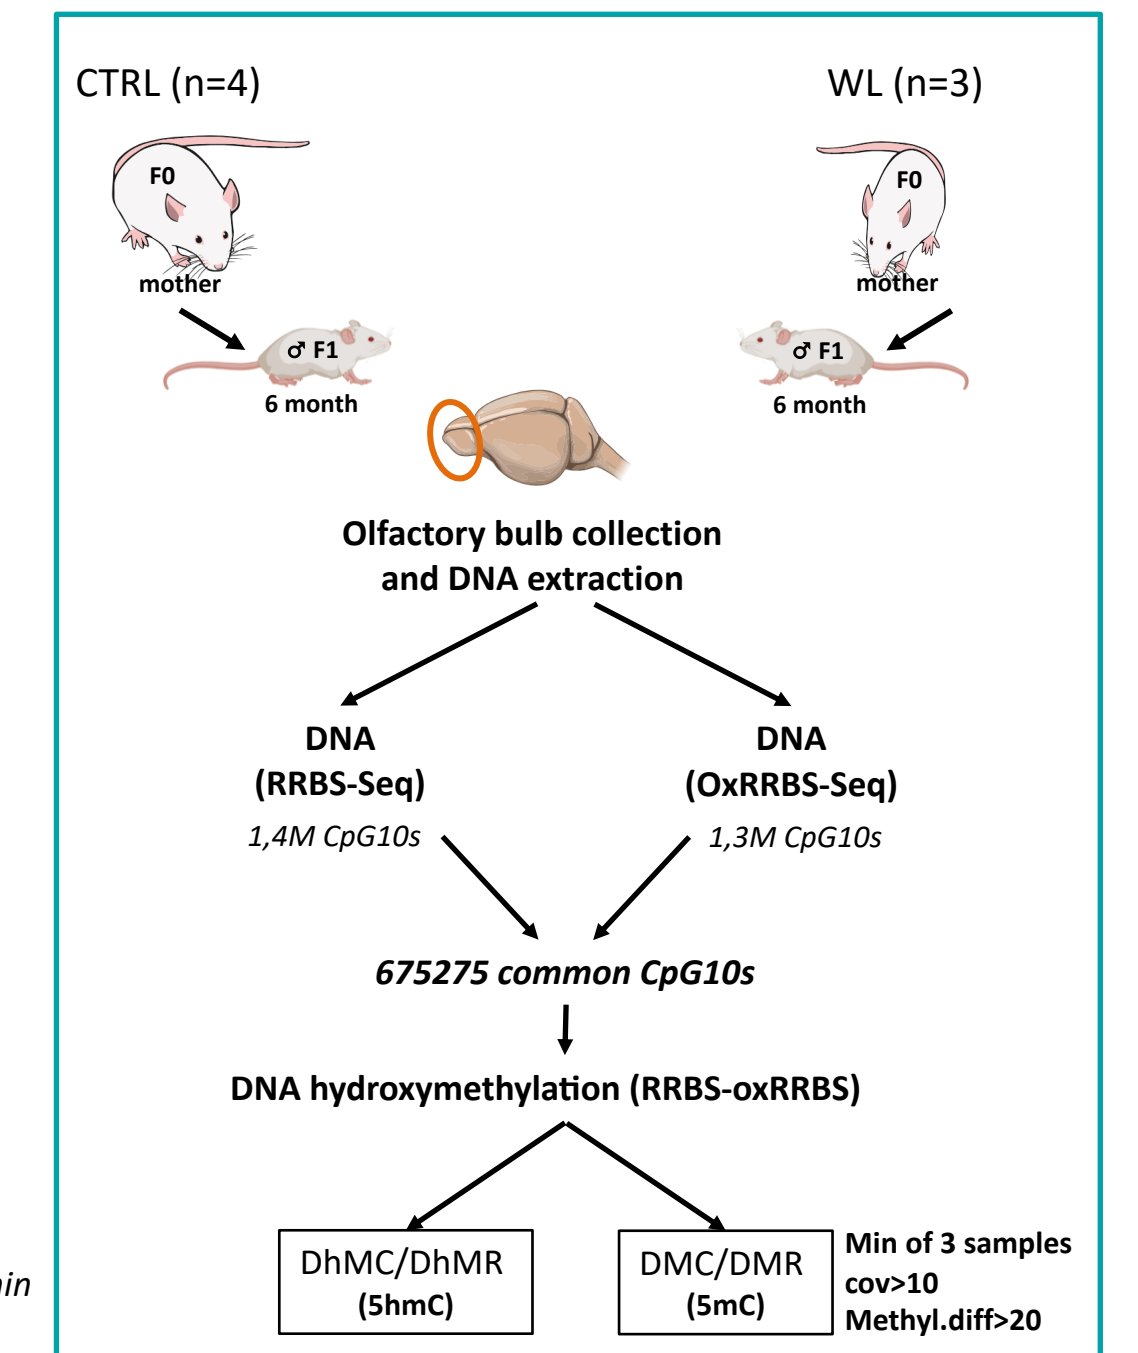 CTRL (n=4)
WL (n=3)
F0
F0
mother
mother
♂ F1
♂ F1
6 month
6 month
Olfactory bulb collection
and DNA extraction
DNA
(RRBS-Seq)
DNA
(OxRRBS-Seq)
1,4M CpG10s
1,3M CpG10s
675275 common CpG10s
DNA hydroxymethylation (RRBS-oxRRBS)
DhMC/DhMR
(5hmC)
DMC/DMR
(5mC)
Min of 3 samples
cov>10
Methyl.diff>20